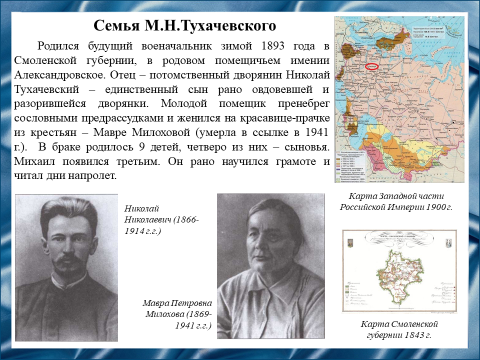 Семья М.Н.Тухачевского
Родился будущий военачальник зимой 1893 года в
Смоленской губернии, в родовом помещичьем имении
Александровское. Отец – потомственный дворянин Николай
Тухачевский – единственный сын рано овдовевшей и
разорившейся дворянки. Молодой помещик пренебрег
сословными предрассудками и женился на красавице-прачке
из крестьян – Мавре Милоховой (умерла в ссылке в 1941
г.). В браке родилось 9 детей, четверо из них – сыновья.
Михаил появился третьим. Он рано научился грамоте и
читал дни напролет.
Николай
Николаевич (1866-
1914 г.г.)
Мавра Петровна
Милохова (1869-
1941 г.г.)
Карта Западной части
Российской Империи 1900 г.
Карта Смоленской
губернии 1843 г.